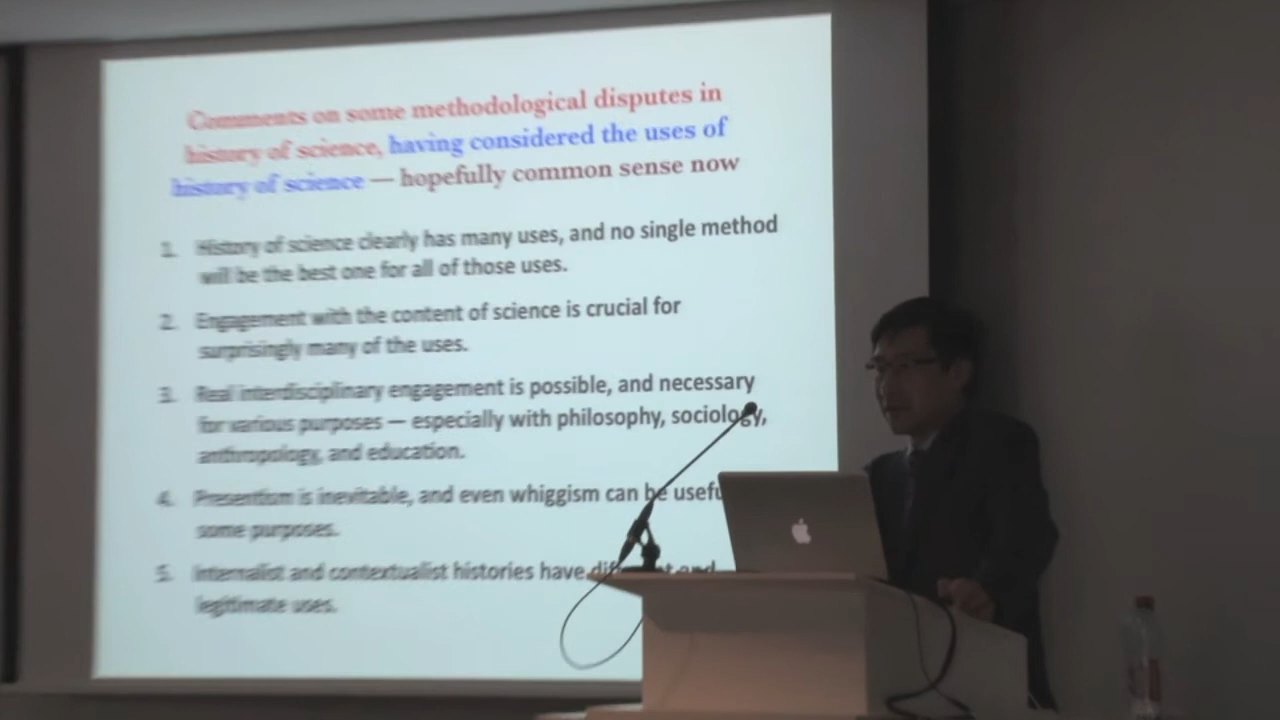 Comments on some methodological disputes in
history of science, having considered the uses of
history of science — hopefully common sense now
1. History of science clearly has many uses, and no single method
will be the best one for all of those uses.
2. Engagement with the content of science is crucial for
surprisingly many of the uses.
3. Real interdisciplinary engagement is possible, and necessary
for various purposes — especially with philosophy, sociology,
anthropology, and education.
4. Presentism is inevitable, and even whiggism can be
some purposes.
5. Internalist and contextualist histories have and
legitimate uses.